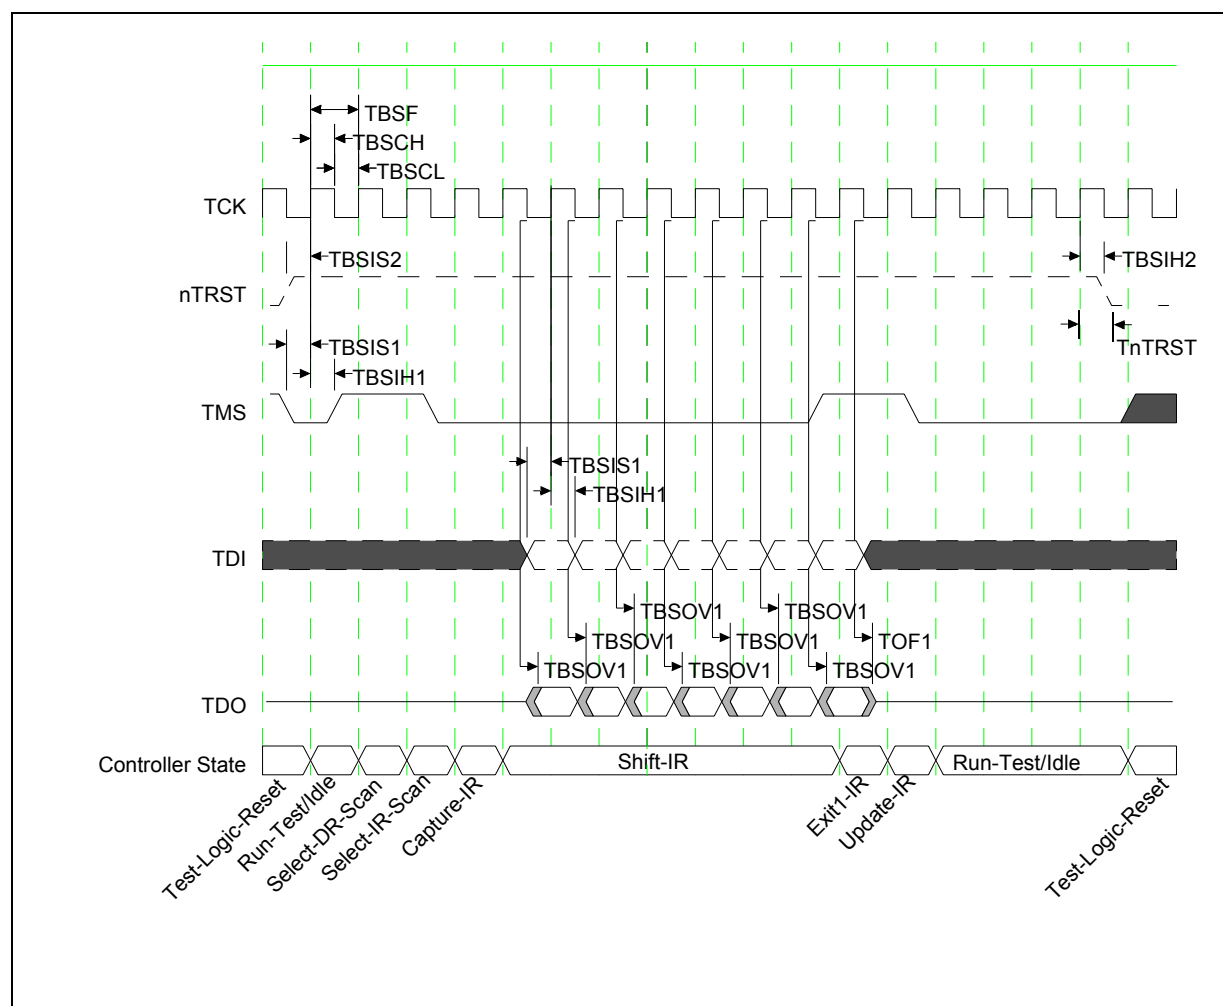 TBSF
TBSCH
TBSCL
TCK
TBSIS2
TBSIH2
nTRST
TBSIS1
TnTRST
TBSIH1
TMS
TBSIS1
TBSIH1
TDI
TBSOV1 TBSOV1
TBSOV1 TBSOV1 TOF1
TBSOV1 TBSOV1 TBSOV1
TDO
Controller State
Shift-IR
Run-Test/Idle
Test-Logic-Reset
Run-Test/Idle
Select-DR-Scan
Select-IR-Scan
Capture-IR
Exit1-IR
Update-IR
Test-Logic-Reset